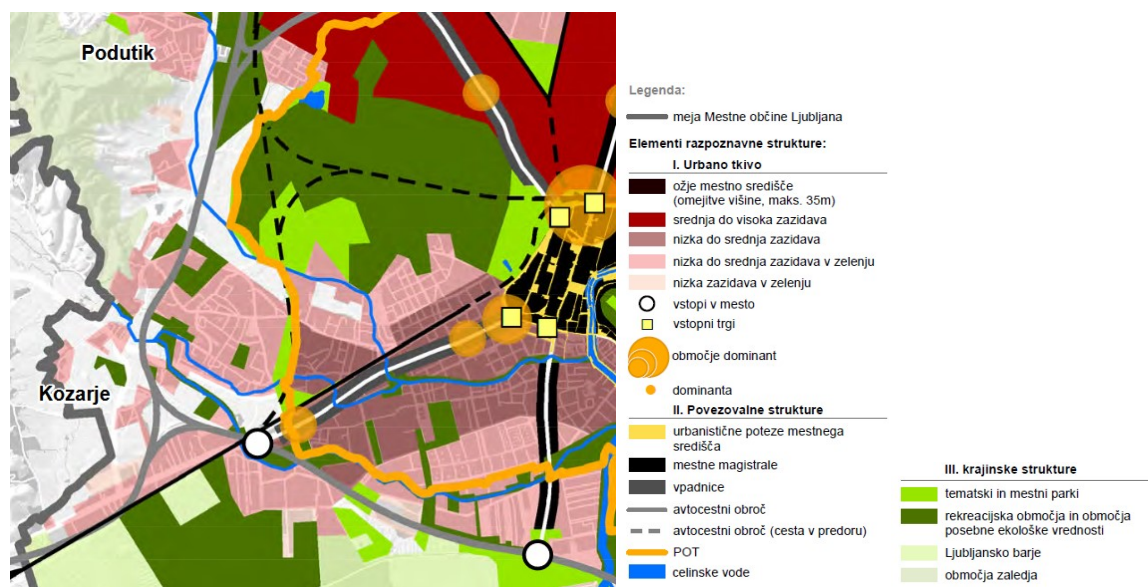 Podutik
Kozarje
Legenda:
meja Mestne občine Ljubljana
Elementi razpoznavne strukture:
I. Urbano tkivo
ožje mestno središče
(omejitve višine, maks. 35m)
srednja do visoka zazidava
nizka do srednja zazidava
nizka do srednja zazidava v zelenju
nizka zazidava v zelenju
vstopi v mesto
vstopni trgi
območje dominant
dominanta
II. Povezovalne strukture
urbanistične poteze mestnega
središča
mestne magistrale
vpadnice
avtocestni obroč
avtocestni obroč (cesta v predoru)
POT
celinske vode
III. krajinske strukture
tematski in mestni parki
rekreacijska območja in območja
posebne ekološke vrednosti
Ljubljansko barje
območja zaledja